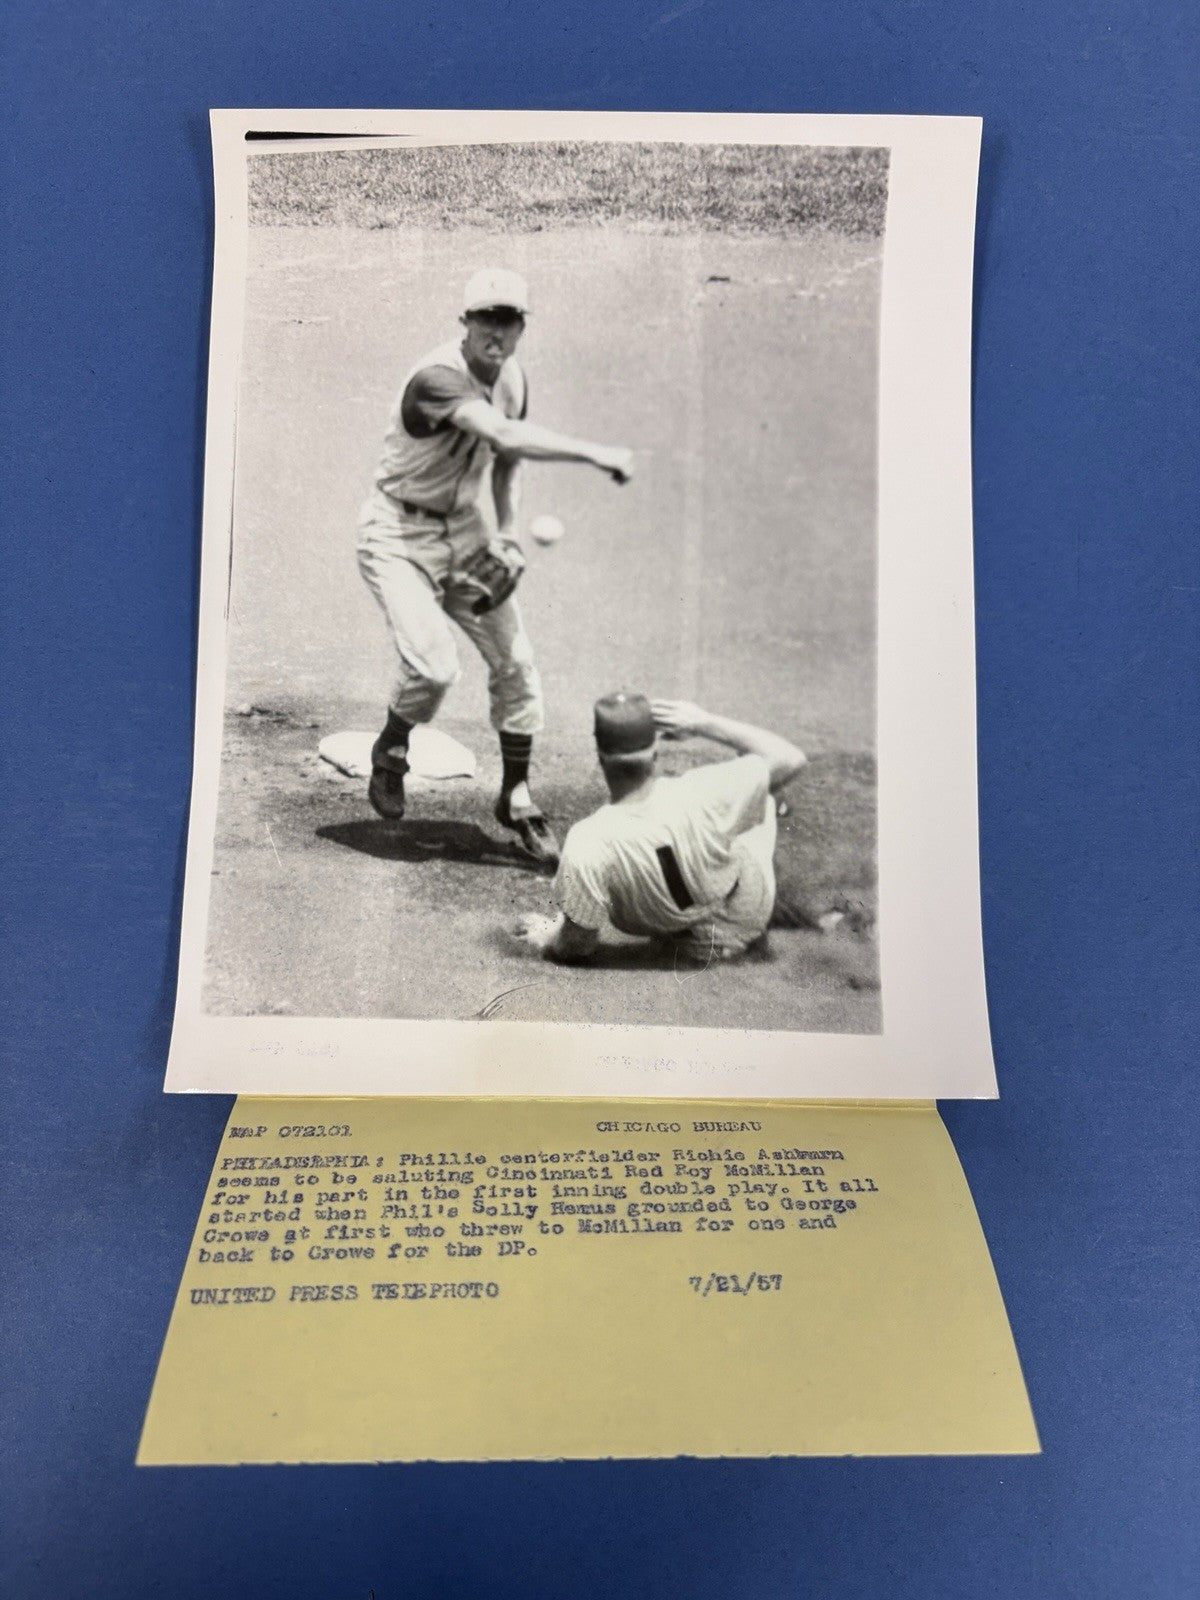 MAP 072101 CHICAGO BUREAU
PHILADELPHIA: Phillie centerfielder Richie Ashburn
seems to be saluting Cincinnati Red Roy McMillan
for his part in the first inning double play. It all
started when Phil's Solly Hemus grounded to George
Crowe at first who threw to McMillan for one and
back to Crowe for the DP.
UNITED PRESS TELEPHOTO 7/21/57